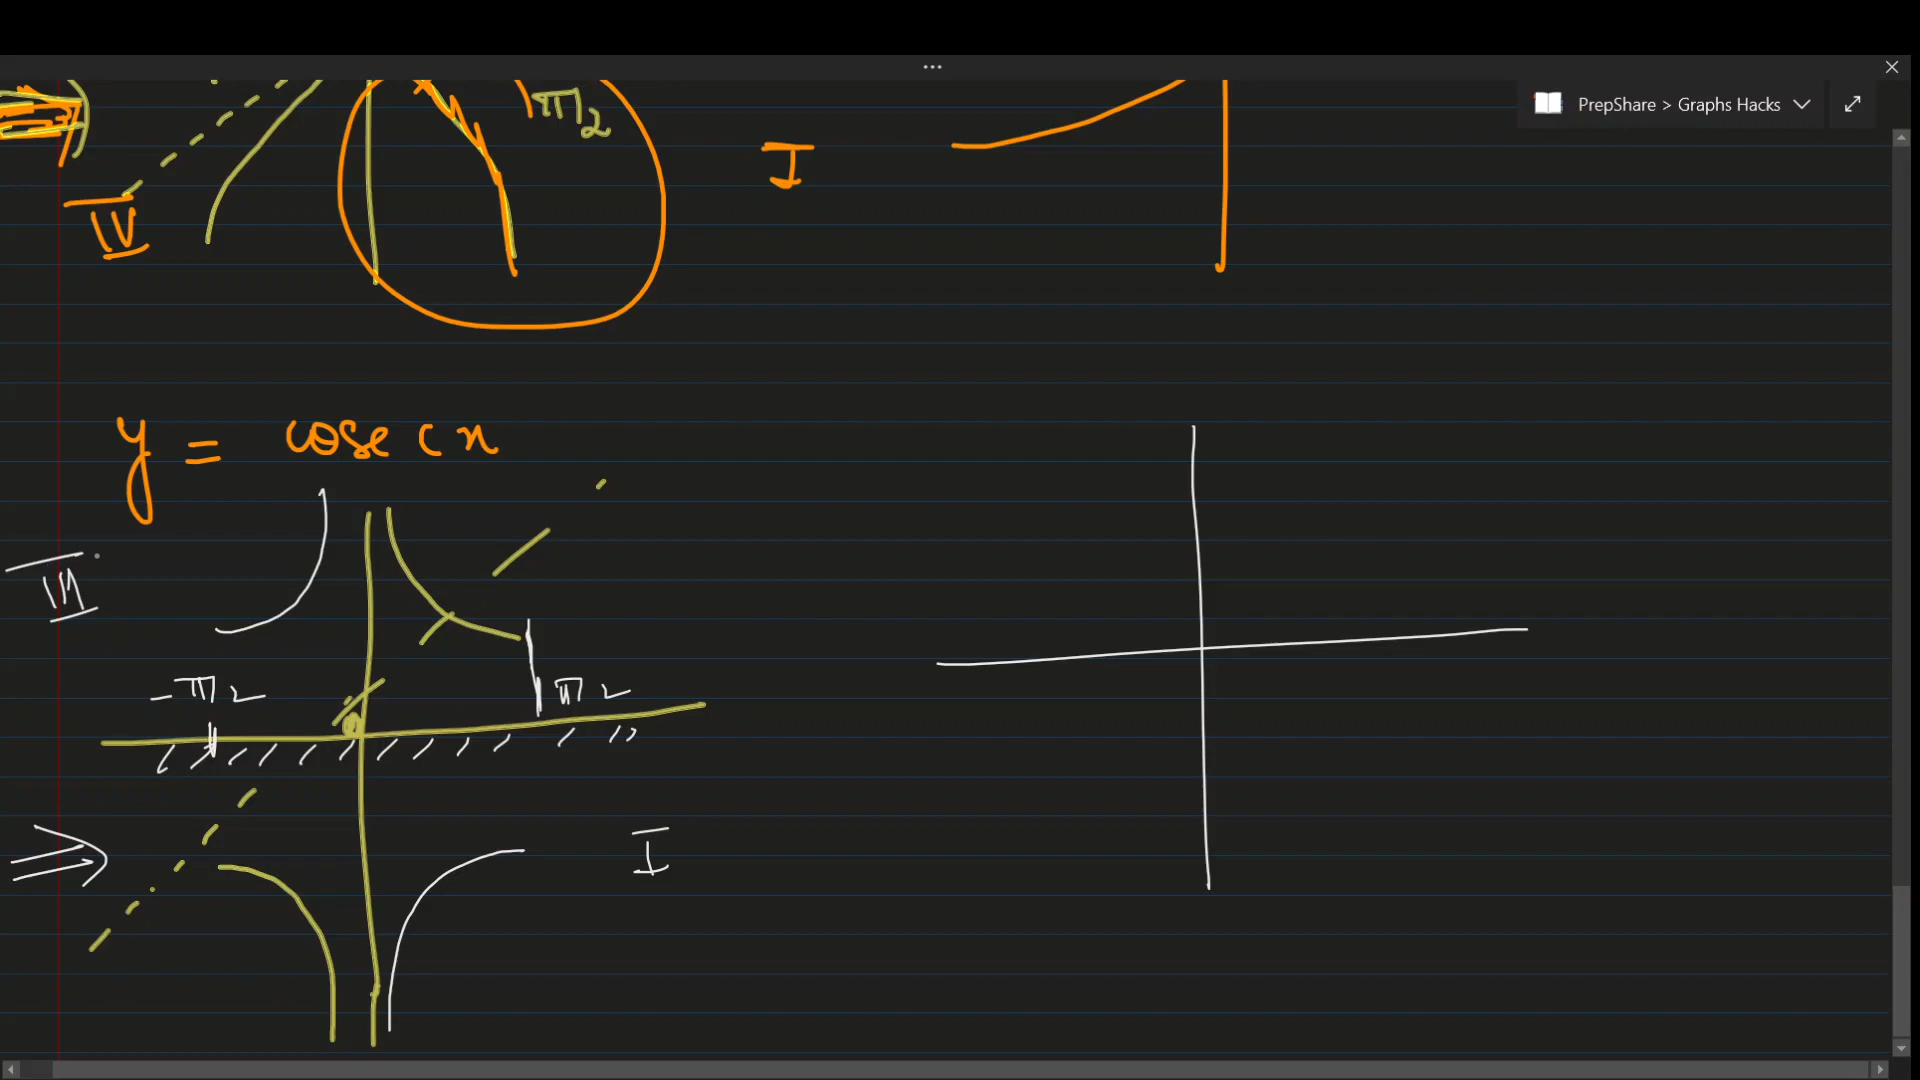 PrepShare > Graphs Hacks
π/2
I
IV
y = cosec x
III
-π/2
π/2
I